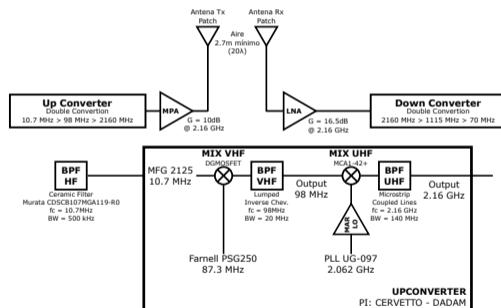 Antena Tx
Patch
Antena Rx
Patch
Aire
2.7m mínimo
(20λ)
Up Converter
Double Convertion
10.7 MHz > 98 MHz > 2160 MHz
MPA
G = 10dB
@ 2.16 GHz
LNA
G = 16.5dB
@ 2.16 GHz
Down Converter
Double Convertion
2160 MHz > 1115 MHz > 70 MHz
BPF
HF
Ceramic Filter
Murata CDSCB107MGA119-R0
fc = 10.7MHz
BW = 500 kHz
MFG 2125
10.7 MHz
MIX VHF
DGMOSFET
BPF
VHF
Lumped
Inverse Chev.
fc = 98MHz
BW = 20 MHz
Output
98 MHz
MIX UHF
MCA1-42+
BPF
UHF
Microstrip
Coupled Lines
fc = 2.16 GHz
BW = 140 MHz
Output
2.16 GHz
MAR
LO
Farnell PSG250
87.3 MHz
PLL UG-097
2.062 GHz
UPCONVERTER
PI: CERVETTO - DADAM